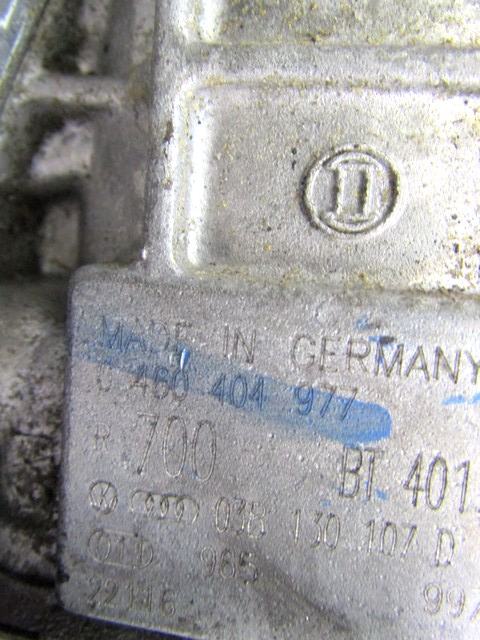 MADE IN GERMANY
0 460 404 977
R 700 BT 401
038 130 107 D
965
22116 99